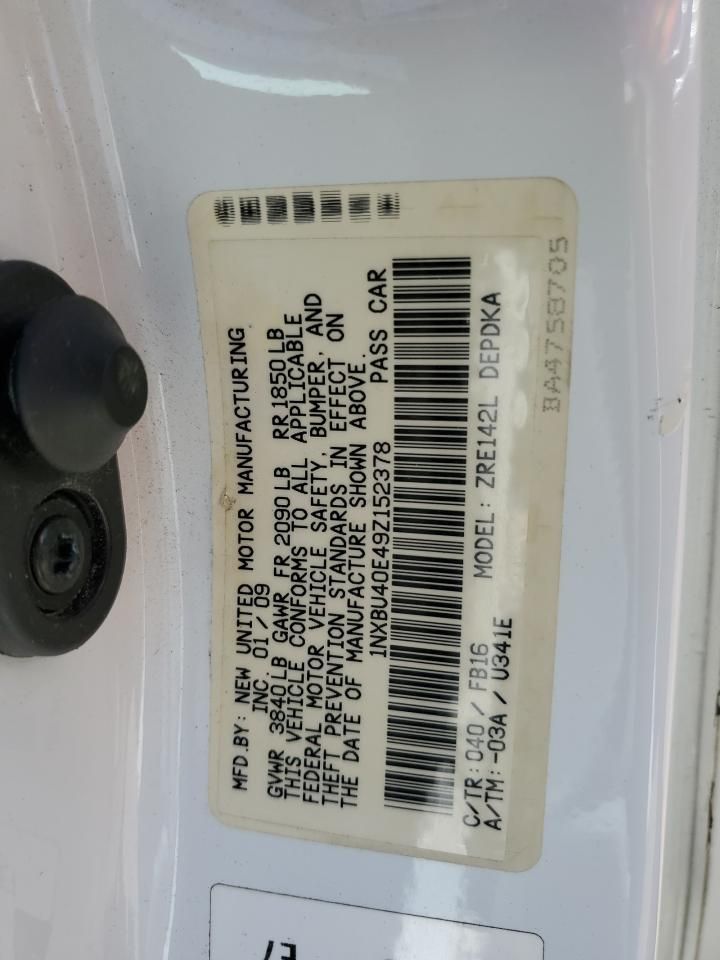 MFD.BY: NEW UNITED MOTOR MANUFACTURING
INC. 01/09
GVWR 3840LB GAWR FR 2090LB RR 1850LB
THIS VEHICLE CONFORMS TO ALL APPLICABLE
FEDERAL MOTOR VEHICLE SAFETY, BUMPER, AND
THEFT PREVENTION STANDARDS IN EFFECT ON
THE DATE OF MANUFACTURE SHOWN ABOVE.
1NXBU40E49Z152378 PASS CAR
C/TR: 040/FB16 MODEL: ZRE142L DEPDKA
A/TM: -03A/U341E
BA4758705